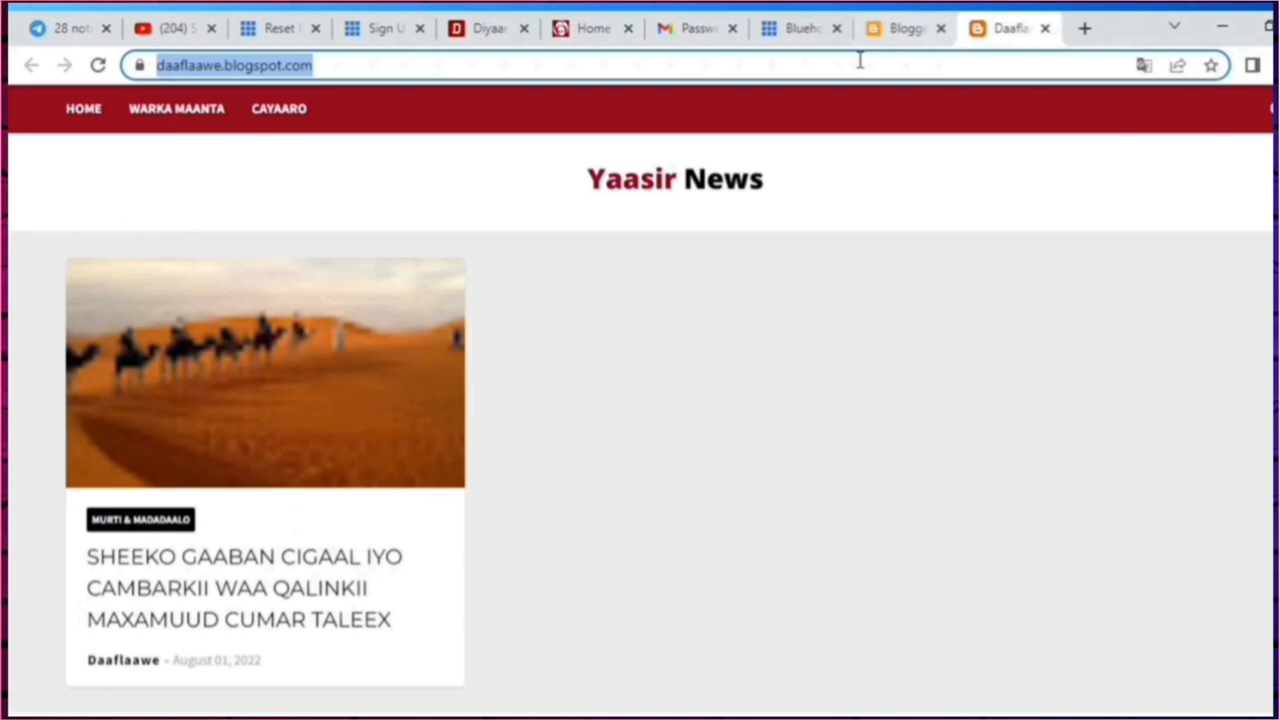 28 not
(204) S
Reset
Sign U
Diyaa
Home
Passw
Blueh
Blogg
Daafla
daaflaawe.blogspot.com
HOME WARKA MAANTA CAYAARO
Yaasir News
MURTI & MADADAALO
SHEEKO GAABAN CIGAAL IYO
CAMBARKII WAA QALINKII
MAXAMUUD CUMAR TALEEX
Daaflaawe - August 01, 2022